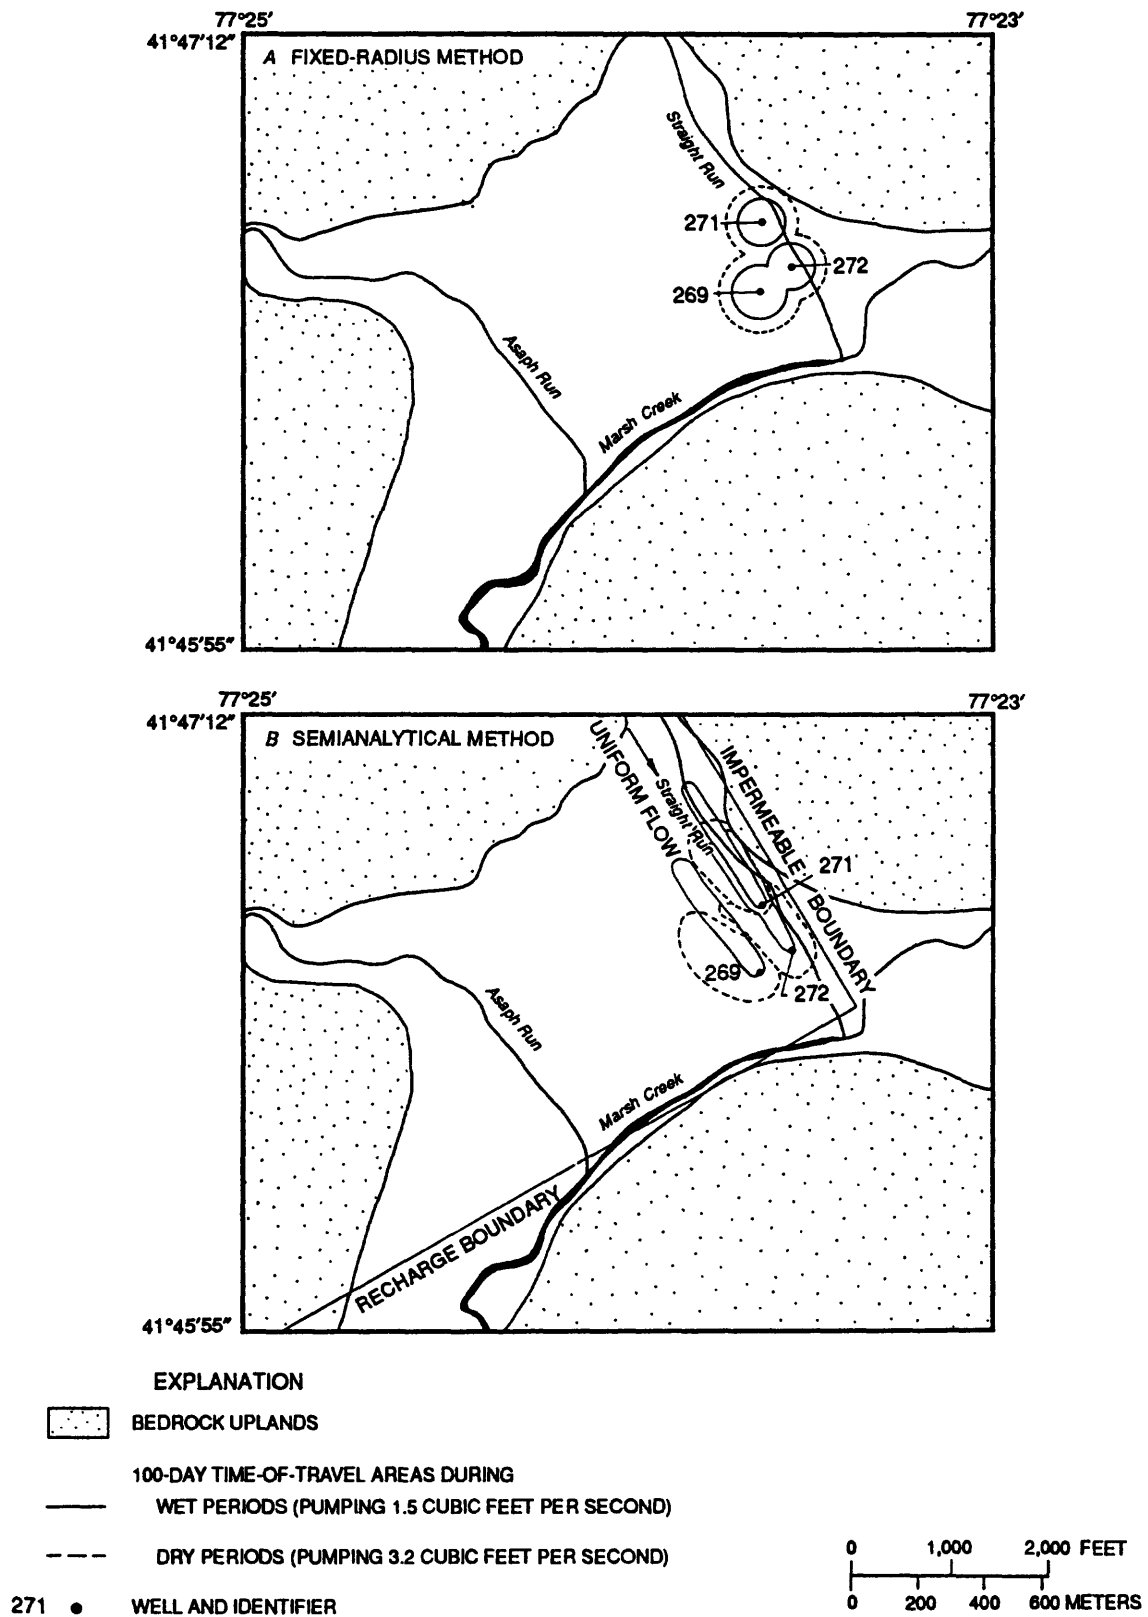 77°25′ 77°23′
41°47′12″
A FIXED-RADIUS METHOD
Straight Run
271
272
269
Asaph Run
Marsh Creek
41°45′55″
77°25′ 77°23′
41°47′12″
B SEMIANALYTICAL METHOD
UNIFORM FLOW
Straight Run
IMPERMEABLE BOUNDARY
271
269
272
Asaph Run
Marsh Creek
RECHARGE BOUNDARY
41°45′55″
EXPLANATION
BEDROCK UPLANDS
100-DAY TIME-OF-TRAVEL AREAS DURING
WET PERIODS (PUMPING 1.5 CUBIC FEET PER SECOND)
DRY PERIODS (PUMPING 3.2 CUBIC FEET PER SECOND)
271 WELL AND IDENTIFIER
0 1,000 2,000 FEET
0 200 400 600 METERS